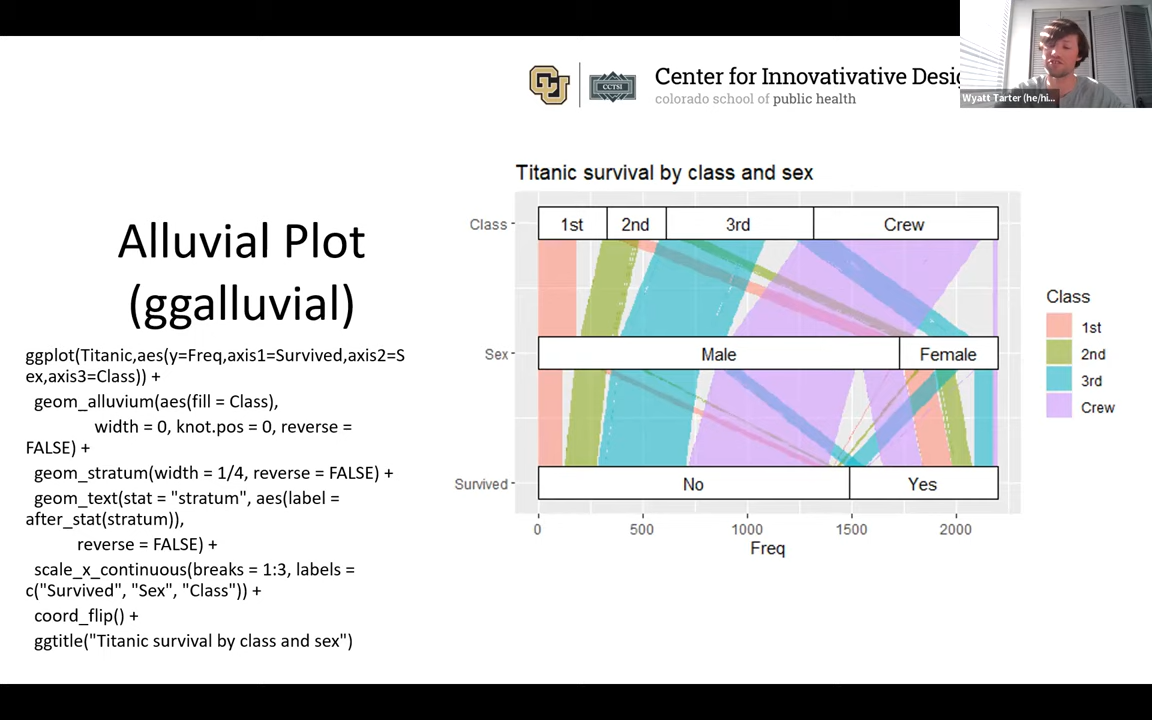 CU
CCTSI
Center for Innovativative Desi
colorado school of public health
Wyatt Tarter (he/hi...
Alluvial Plot
(ggalluvial)
ggplot(Titanic,aes(y=Freq,axis1=Survived,axis2=S
ex,axis3=Class)) +
geom_alluvium(aes(fill = Class),
width = 0, knot.pos = 0, reverse =
FALSE) +
geom_stratum(width = 1/4, reverse = FALSE) +
geom_text(stat = "stratum", aes(label =
after_stat(stratum)),
reverse = FALSE) +
scale_x_continuous(breaks = 1:3, labels =
c("Survived", "Sex", "Class")) +
coord_flip() +
ggtitle("Titanic survival by class and sex")
Titanic survival by class and sex
Class 1st 2nd 3rd Crew
Sex Male Female
Survived No Yes
0 500 1000 1500 2000
Freq
Class
1st
2nd
3rd
Crew